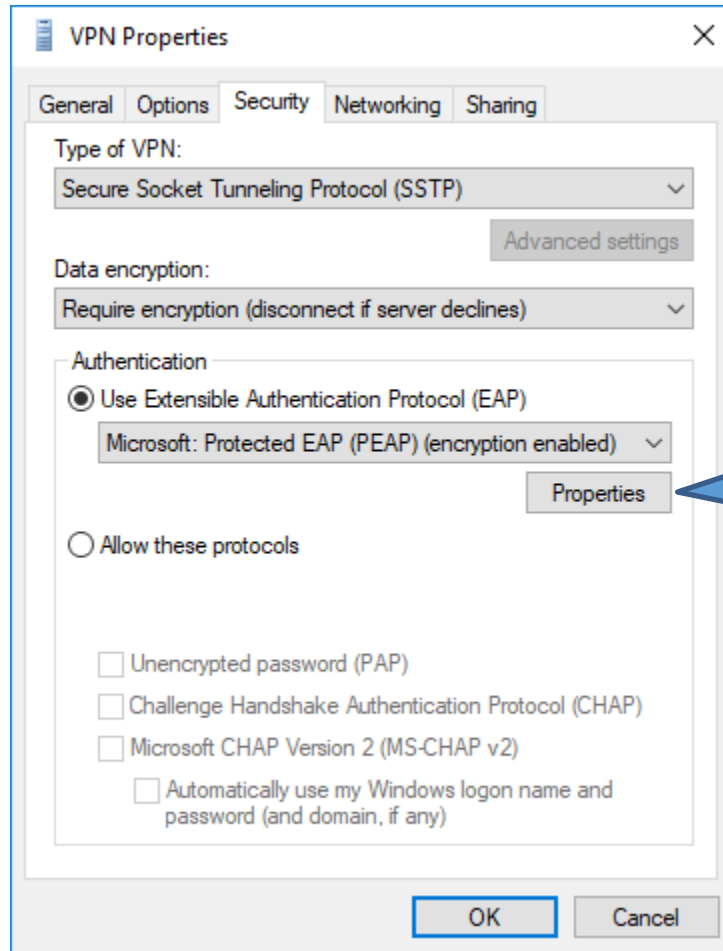 VPN Properties
General Options Security Networking Sharing
Type of VPN:
Secure Socket Tunneling Protocol (SSTP)
Advanced settings
Data encryption:
Require encryption (disconnect if server declines)
Authentication
Use Extensible Authentication Protocol (EAP)
Microsoft: Protected EAP (PEAP) (encryption enabled)
Properties
Allow these protocols
Unencrypted password (PAP)
Challenge Handshake Authentication Protocol (CHAP)
Microsoft CHAP Version 2 (MS-CHAP v2)
Automatically use my Windows logon name and
password (and domain, if any)
OK Cancel